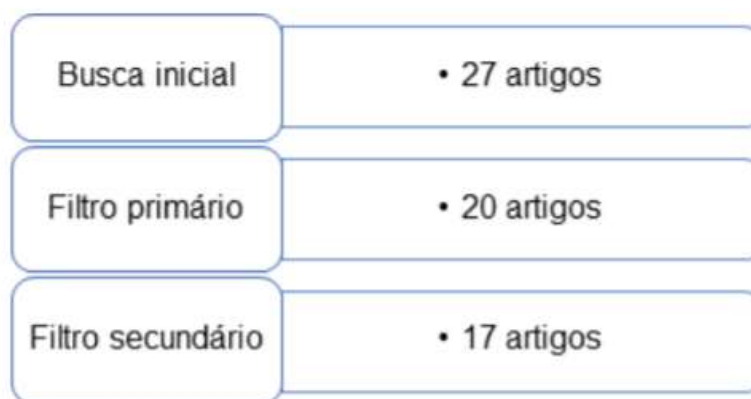 Busca inicial
• 27 artigos
Filtro primário
• 20 artigos
Filtro secundário
• 17 artigos